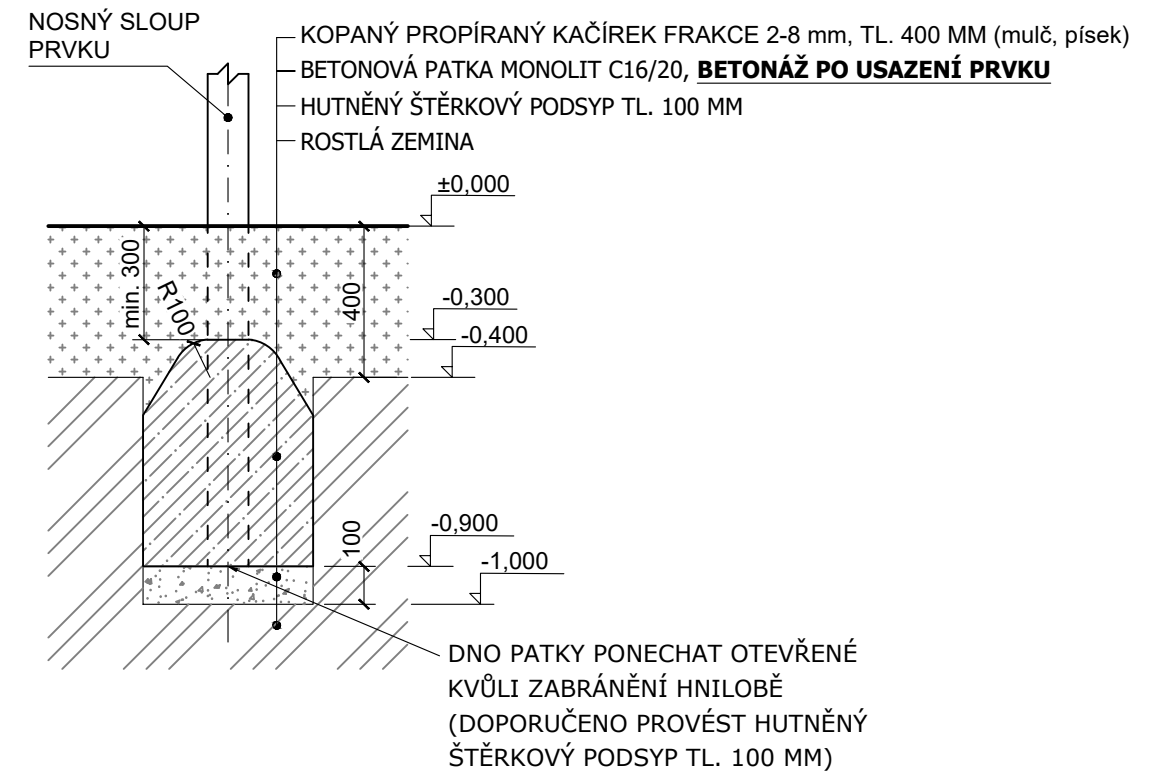 NOSNÝ SLOUP
PRVKU
KOPANÝ PROPÍRANÝ KAČÍREK FRAKCE 2-8 mm, TL. 400 MM (mulč, písek)
BETONOVÁ PATKA MONOLIT C16/20, BETONÁŽ PO USAZENÍ PRVKU
HUTNĚNÝ ŠTĚRKOVÝ PODSYP TL. 100 MM
ROSTLÁ ZEMINA
±0,000
min. 300
R100
400
-0,300
-0,400
100
-0,900
-1,000
DNO PATKY PONECHAT OTEVŘENÉ
KVŮLI ZABRÁNĚNÍ HNILOBĚ
(DOPORUČENO PROVÉST HUTNĚNÝ
ŠTĚRKOVÝ PODSYP TL. 100 MM)